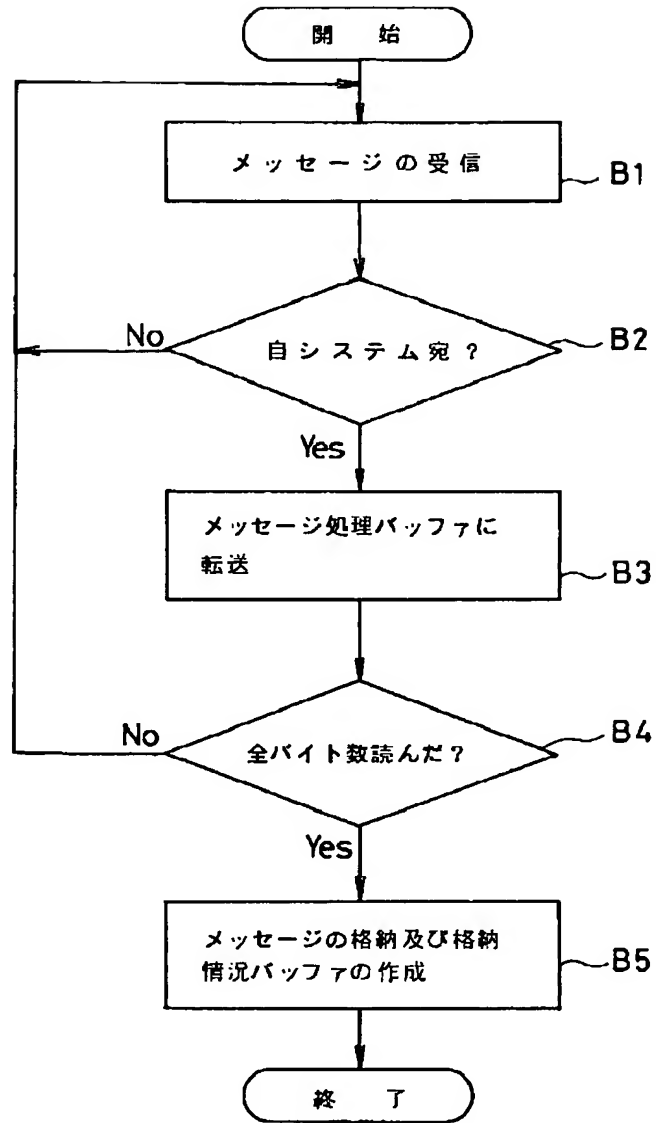 開始
メッセージの受信
B1
No
自システム宛?
B2
Yes
メッセージ処理バッファに
転送
B3
No
全バイト数読んだ?
B4
Yes
メッセージの格納及び格納
情況バッファの作成
B5
終了